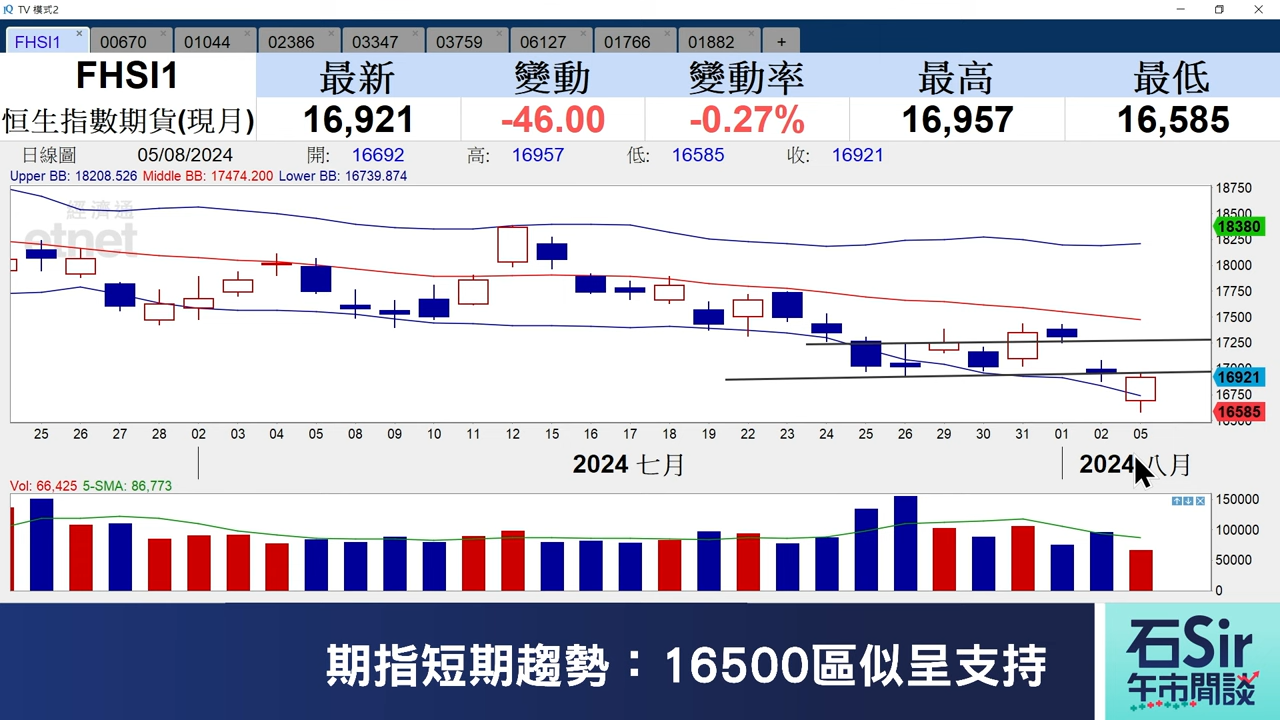 TV 模式2
FHSI1 00670 01044 02386 03347 03759 06127 01766 01882 +
FHSI1 最新 變動 變動率 最高 最低
恒生指數期貨(現月) 16,921 -46.00 -0.27% 16,957 16,585
日線圖 05/08/2024 開: 16692 高: 16957 低: 16585 收: 16921
Upper BB: 18208.526 Middle BB: 17474.200 Lower BB: 16739.874
經濟通
etnet
18750
18500
18380
18250
18000
17750
17500
17250
16921
16750
16585
25 26 27 28 02 03 04 05 08 09 10 11 12 15 16 17 18 19 22 23 24 25 26 29 30 31 01 02 05
2024 七月 2024 八月
Vol: 66,425 5-SMA: 86,773
150000
100000
50000
0
期指短期趨勢：16500區似呈支持
石Sir
午市閒談